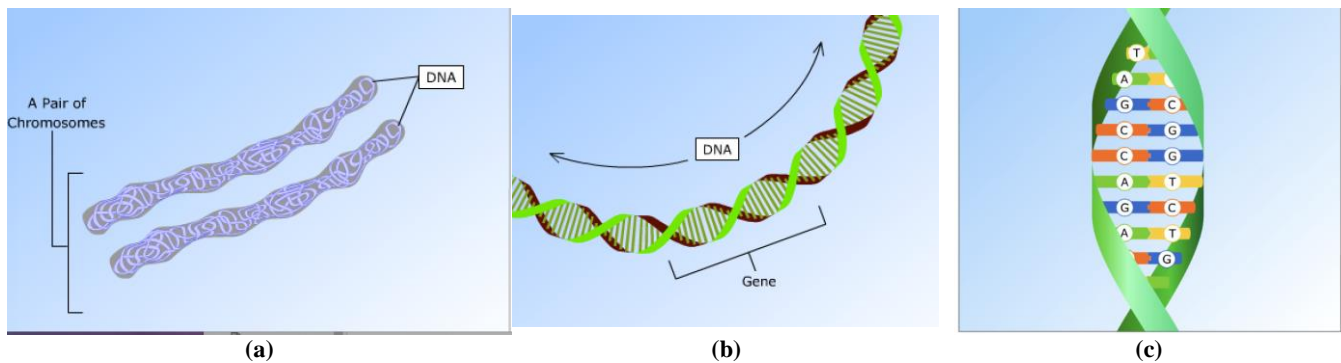 A Pair of
Chromosomes
DNA
DNA
Gene
T
A
G C
C G
C G
A T
G C
A T
G
(a) (b) (c)